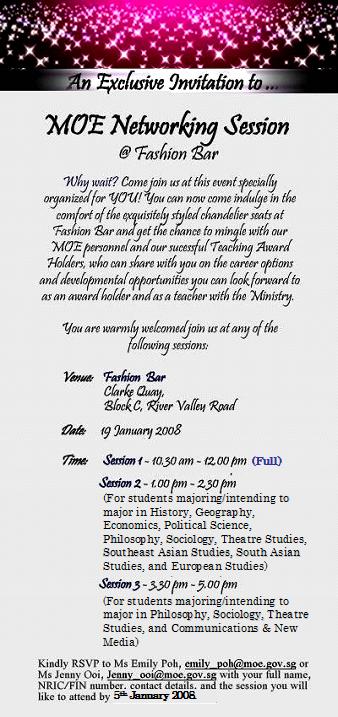 An Exclusive Invitation to ...
MOE Networking Session
@ Fashion Bar
Why wait? Come join us at this event specially
organized for YOU! You can now come indulge in the
comfort of the exquisitely styled chandelier seats at
Fashion Bar and get the chance to mingle with our
MOE personnel and our sucessful Teaching Award
Holders, who can share with you on the career options
and developmental opportunities you can look forward to
as an award holder and as a teacher with the Ministry.
You are warmly welcomed join us at any of the
following sessions:
Venue: Fashion Bar
Clarke Quay,
Block C, River Valley Road
Date: 19 January 2008
Time: Session 1 - 10.30 am - 12.00 pm (Full)
Session 2 - 1.00 pm - 2.30 pm
(For students majoring/intending to
major in History, Geography,
Economics, Political Science,
Philosophy, Sociology, Theatre Studies,
Southeast Asian Studies, South Asian
Studies, and European Studies)
Session 3 - 3.30 pm - 5.00 pm
(For students majoring/intending to
major in Philosophy, Sociology, Theatre
Studies, and Communications & New
Media)
Kindly RSVP to Ms Emily Poh, emily_poh@moe.gov.sg or
Ms Jenny Ooi, Jenny_ooi@moe.gov.sg with your full name,
NRIC/FIN number, contact details, and the session you will
like to attend by 5th January 2008.